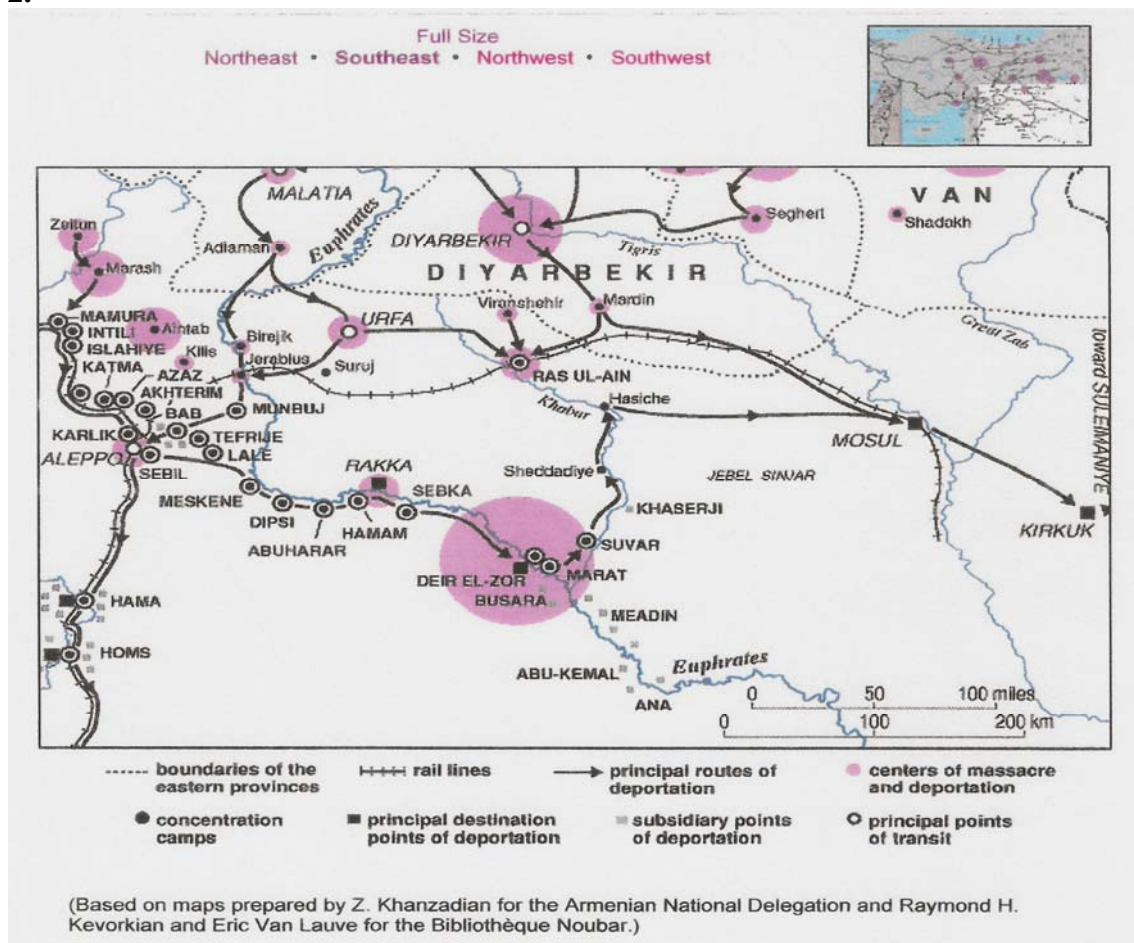 2.
Full Size
Northeast • Southeast • Northwest • Southwest
MALATIA
VAN
Zeitun
Seghert
Shadakh
Euphrates
DIYARBEKIR
Adiaman
Tigris
Marash
DIYARBEKIR
Viranshehir
Mardin
MAMURA
INTILI
Aintab
Birejik
URFA
Great Zab
ISLAHIYE
Kilis
Jerablus
Suruj
RAS UL-AIN
toward SULEIMANIYE
KATMA
AZAZ
AKHTERIM
Khabur
Hasiche
BAB
MUNBUJ
KARLIK
TEFRIJE
MOSUL
ALEPPO
LALE
SEBIL
RAKKA
Sheddadiye
JEBEL SINJAR
MESKENE
SEBKA
KHASERJI
DIPSI
HAMAM
ABUHARAR
KIRKUK
SUVAR
DEIR EL-ZOR
MARAT
HAMA
BUSARA
MEADIN
HOMS
ABU-KEMAL
Euphrates
ANA
0 50 100 miles
0 100 200 km
boundaries of the eastern provinces
rail lines
principal routes of deportation
centers of massacre and deportation
concentration camps
principal destination points of deportation
subsidiary points of deportation
principal points of transit
(Based on maps prepared by Z. Khanzadian for the Armenian National Delegation and Raymond H.
Kevorkian and Eric Van Lauve for the Bibliothèque Noubar.)